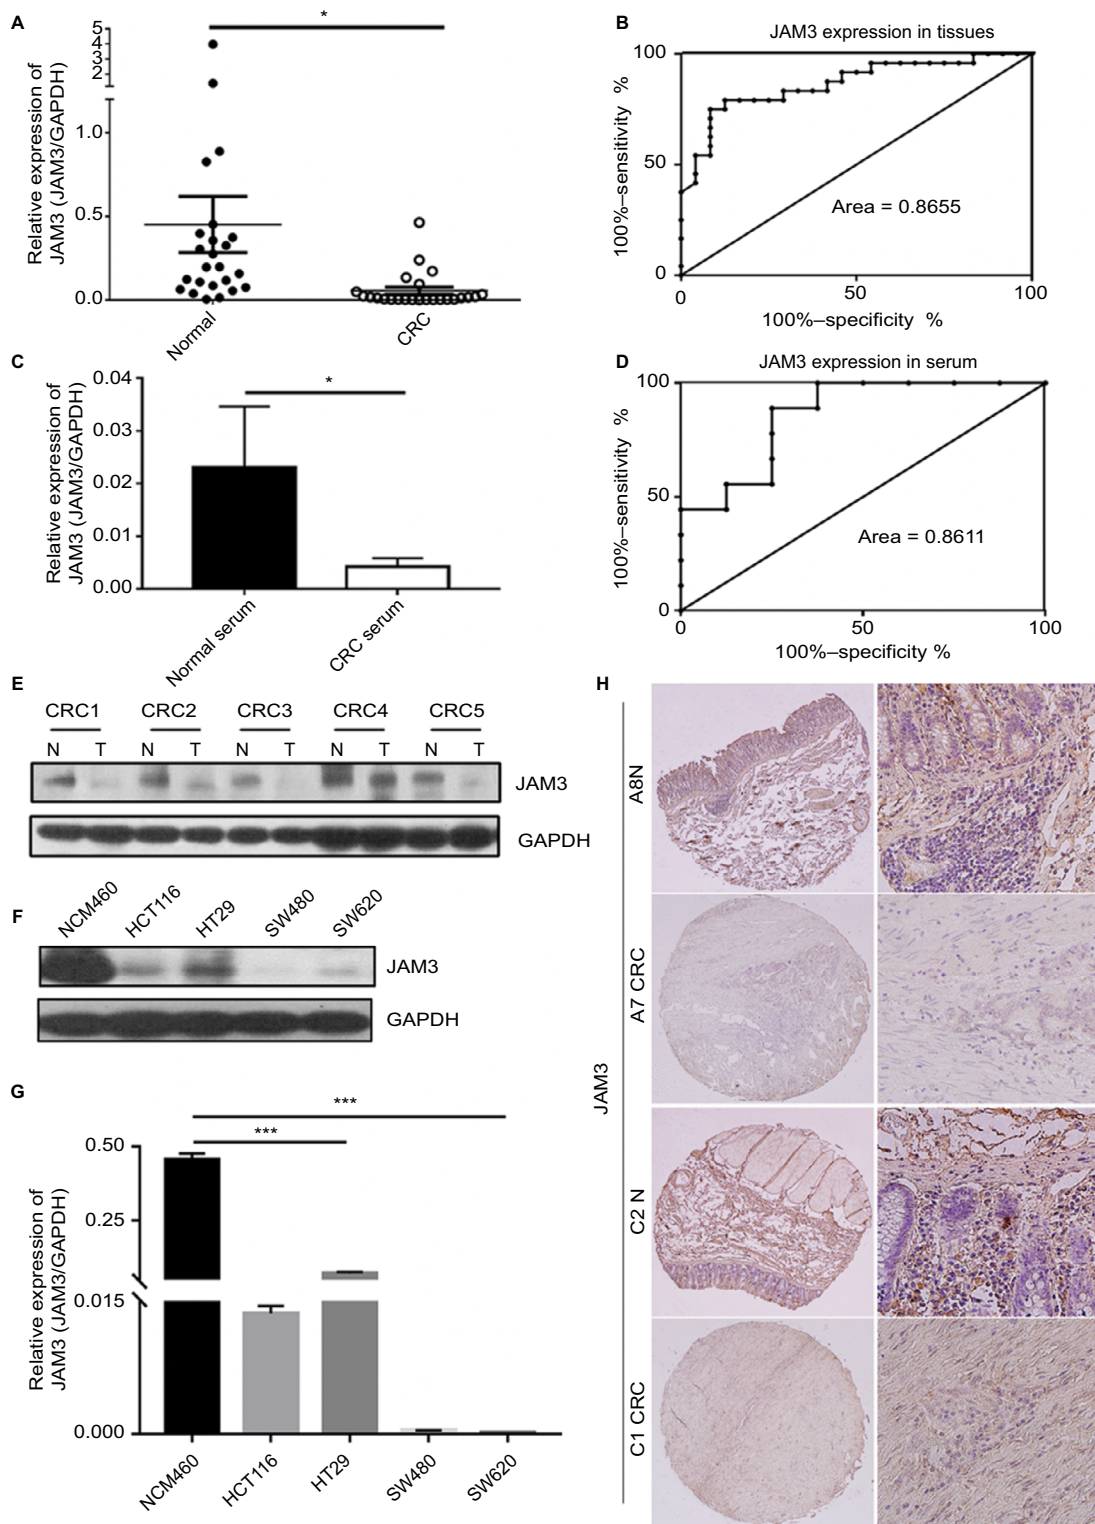 A
*
5
4
3
2
1.0
0.5
0.0
Relative expression of
JAM3 (JAM3/GAPDH)
Normal
CRC
B
JAM3 expression in tissues
100
50
0
100%–sensitivity %
Area = 0.8655
0
50
100
100%–specificity %
C
*
0.04
0.03
0.02
0.01
0.00
Relative expression of
JAM3 (JAM3/GAPDH)
Normal serum
CRC serum
D
JAM3 expression in serum
100
50
0
100%–sensitivity %
Area = 0.8611
0
50
100
100%–specificity %
E
CRC1 CRC2 CRC3 CRC4 CRC5
N T N T N T N T N T
JAM3
GAPDH
F
NCM460
HCT116
HT29
SW480
SW620
JAM3
GAPDH
G
***
***
0.50
0.25
0.015
0.000
Relative expression of
JAM3 (JAM3/GAPDH)
NCM460
HCT116
HT29
SW480
SW620
H
JAM3
A8N
A7 CRC
C2 N
C1 CRC